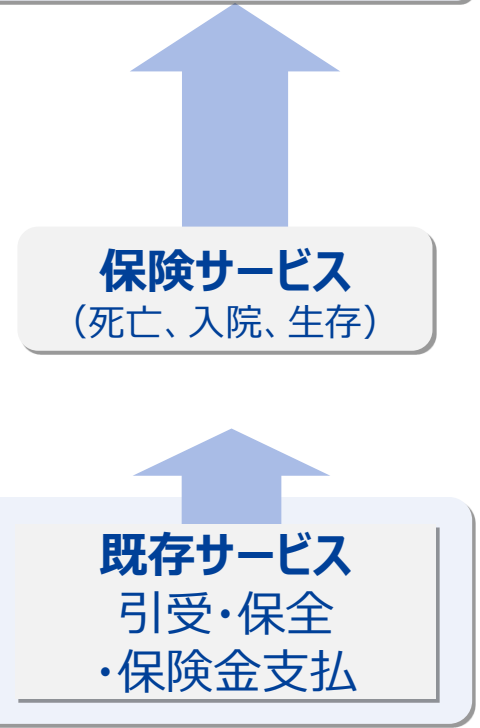 保険サービス
（死亡、入院、生存）
既存サービス
引受・保全
・保険金支払